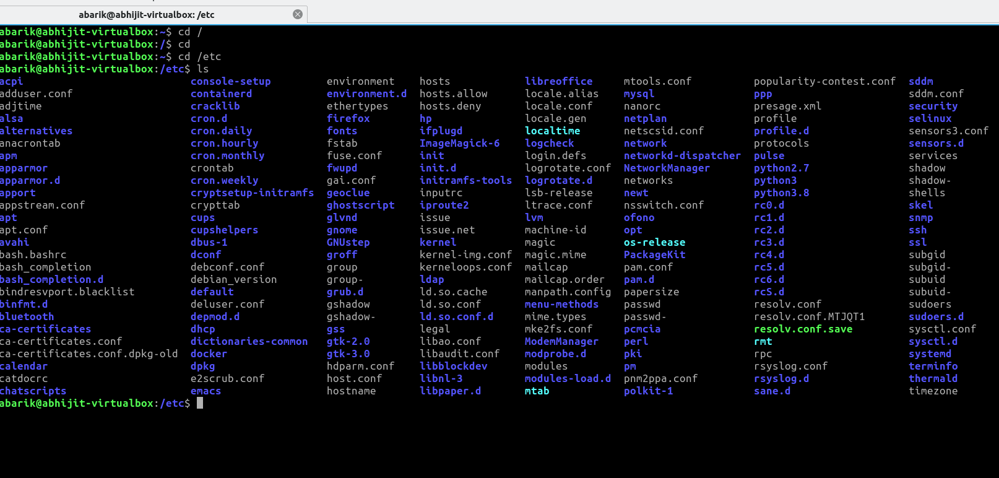 abarik@abhijit-virtualbox: /etc
abarik@abhijit-virtualbox:~$ cd /
abarik@abhijit-virtualbox:/$ cd
abarik@abhijit-virtualbox:~$ cd /etc
abarik@abhijit-virtualbox:/etc$ ls
acpi console-setup environment hosts libreoffice mtools.conf popularity-contest.conf sddm
adduser.conf containerd environment.d hosts.allow locale.alias mysql ppp sddm.conf
adjtime cracklib ethertypes hosts.deny locale.conf nanorc presage.xml security
alsa cron.d firefox hp locale.gen netplan profile selinux
alternatives cron.daily fonts ifplugd localtime netscsid.conf profile.d sensors3.conf
anacrontab cron.hourly fstab ImageMagick-6 logcheck network protocols sensors.d
apm cron.monthly fuse.conf init login.defs networkd-dispatcher pulse services
apparmor crontab fwupd init.d logrotate.conf NetworkManager python2.7 shadow
apparmor.d cron.weekly gai.conf initramfs-tools logrotate.d networks python3 shadow-
apport cryptsetup-initramfs geoclue inputrc lsb-release newt python3.8 shells
appstream.conf crypttab ghostscript iproute2 ltrace.conf nsswitch.conf rc0.d skel
apt cups glvnd issue lvm ofono rc1.d snmp
apt.conf cupshelpers gnome issue.net machine-id opt rc2.d ssh
avahi dbus-1 GNUstep kernel magic os-release rc3.d ssl
bash.bashrc dconf groff kernel-img.conf magic.mime PackageKit rc4.d subgid
bash_completion debconf.conf group kerneloops.conf mailcap pam.conf rc5.d subgid-
bash_completion.d debian_version group- ldap mailcap.order pam.d rc6.d subuid
bindresvport.blacklist default grub.d ld.so.cache manpath.config papersize rcS.d subuid-
binfmt.d deluser.conf gshadow ld.so.conf menu-methods passwd resolv.conf sudoers
bluetooth depmod.d gshadow- ld.so.conf.d mime.types passwd- resolv.conf.MTJQT1 sudoers.d
ca-certificates dhcp gss legal mke2fs.conf pcmcia resolv.conf.save sysctl.conf
ca-certificates.conf dictionaries-common gtk-2.0 libao.conf ModemManager perl rmt sysctl.d
ca-certificates.conf.dpkg-old docker gtk-3.0 libaudit.conf modprobe.d pki rpc systemd
calendar dpkg hdparm.conf libblockdev modules pm rsyslog.conf terminfo
catdocrc e2scrub.conf host.conf libnl-3 modules-load.d pnm2ppa.conf rsyslog.d thermald
chatscripts emacs hostname libpaper.d mtab polkit-1 sane.d timezone
abarik@abhijit-virtualbox:/etc$